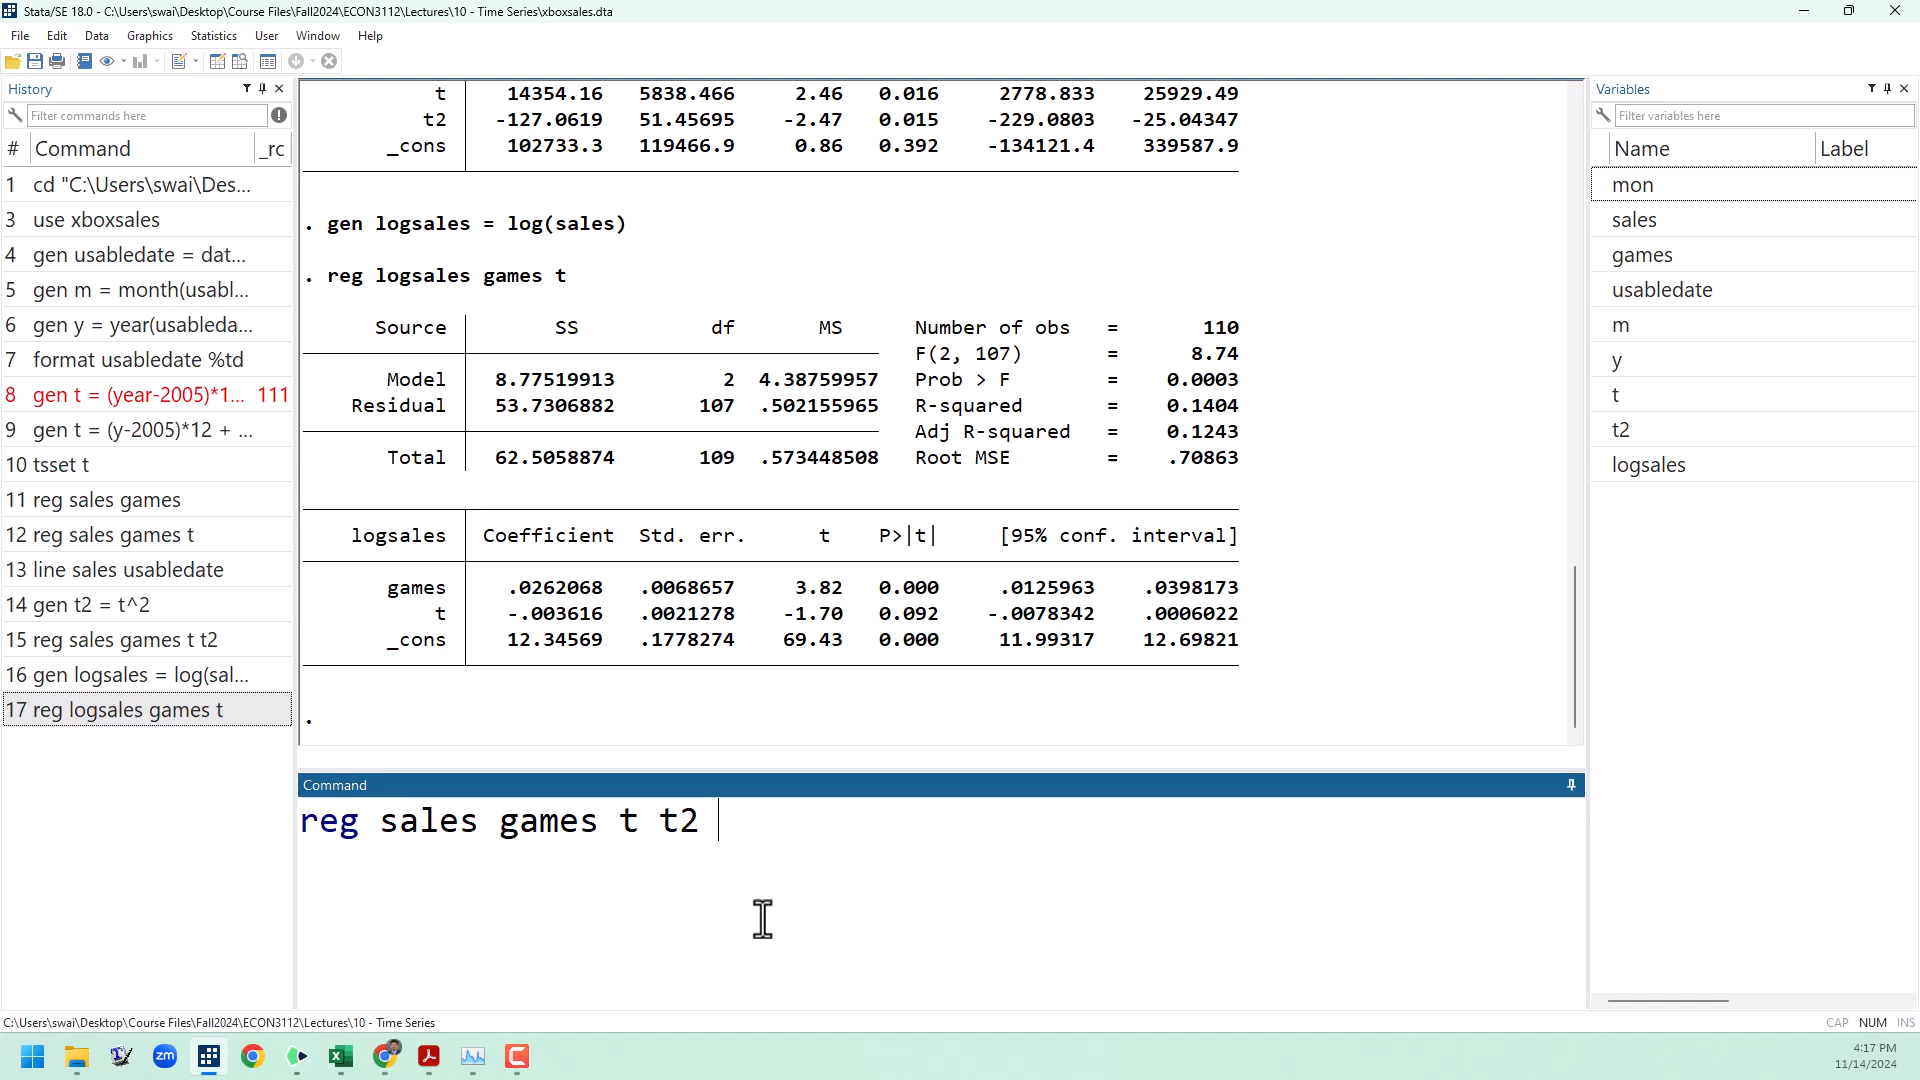 Stata/SE 18.0 - C:\Users\swai\Desktop\Course Files\Fall2024\ECON3112\Lectures\10 - Time Series\xboxsales.dta
File Edit Data Graphics Statistics User Window Help
History
Filter commands here
# Command _rc
1 cd "C:\Users\swai\Des...
3 use xboxsales
4 gen usabledate = dat...
5 gen m = month(usabl...
6 gen y = year(usableda...
7 format usabledate %td
8 gen t = (year-2005)*1... 111
9 gen t = (y-2005)*12 + ...
10 tsset t
11 reg sales games
12 reg sales games t
13 line sales usabledate
14 gen t2 = t^2
15 reg sales games t t2
16 gen logsales = log(sal...
17 reg logsales games t
t 14354.16 5838.466 2.46 0.016 2778.833 25929.49
t2 -127.0619 51.45695 -2.47 0.015 -229.0803 -25.04347
_cons 102733.3 119466.9 0.86 0.392 -134121.4 339587.9
. gen logsales = log(sales)
. reg logsales games t
Source SS df MS Number of obs = 110
F(2, 107) = 8.74
Model 8.77519913 2 4.38759957 Prob > F = 0.0003
Residual 53.7306882 107 .502155965 R-squared = 0.1404
Adj R-squared = 0.1243
Total 62.5058874 109 .573448508 Root MSE = .70863
logsales Coefficient Std. err. t P>|t| [95% conf. interval]
games .0262068 .0068657 3.82 0.000 .0125963 .0398173
t -.003616 .0021278 -1.70 0.092 -.0078342 .0006022
_cons 12.34569 .1778274 69.43 0.000 11.99317 12.69821
.
Command
reg sales games t t2
Variables
Filter variables here
Name Label
mon
sales
games
usabledate
m
y
t
t2
logsales
C:\Users\swai\Desktop\Course Files\Fall2024\ECON3112\Lectures\10 - Time Series
CAP NUM INS
zm
4:17 PM
11/14/2024